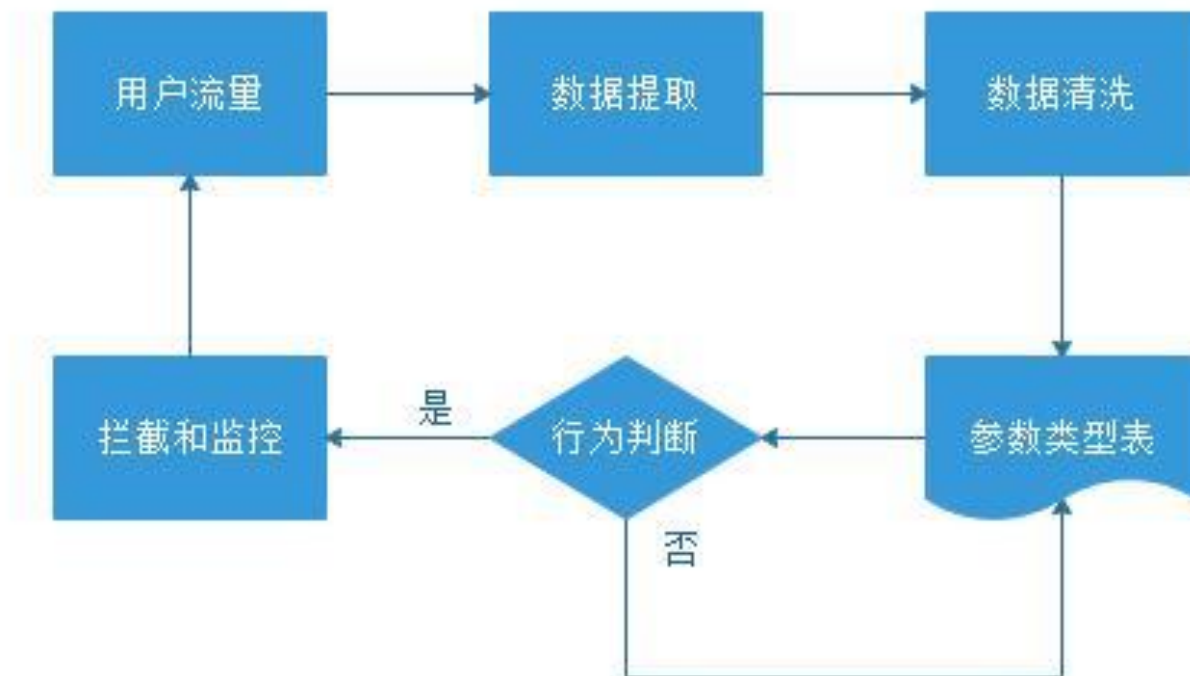 用户流量
数据提取
数据清洗
参数类型表
行为判断
是
拦截和监控
否